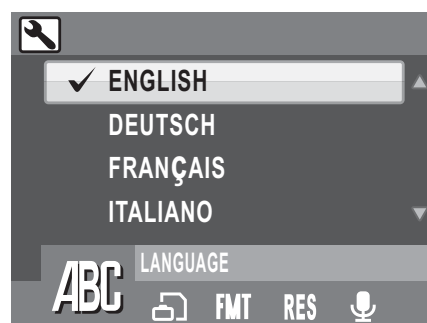 ENGLISH
DEUTSCH
FRANÇAIS
ITALIANO
LANGUAGE
ABC FMT RES